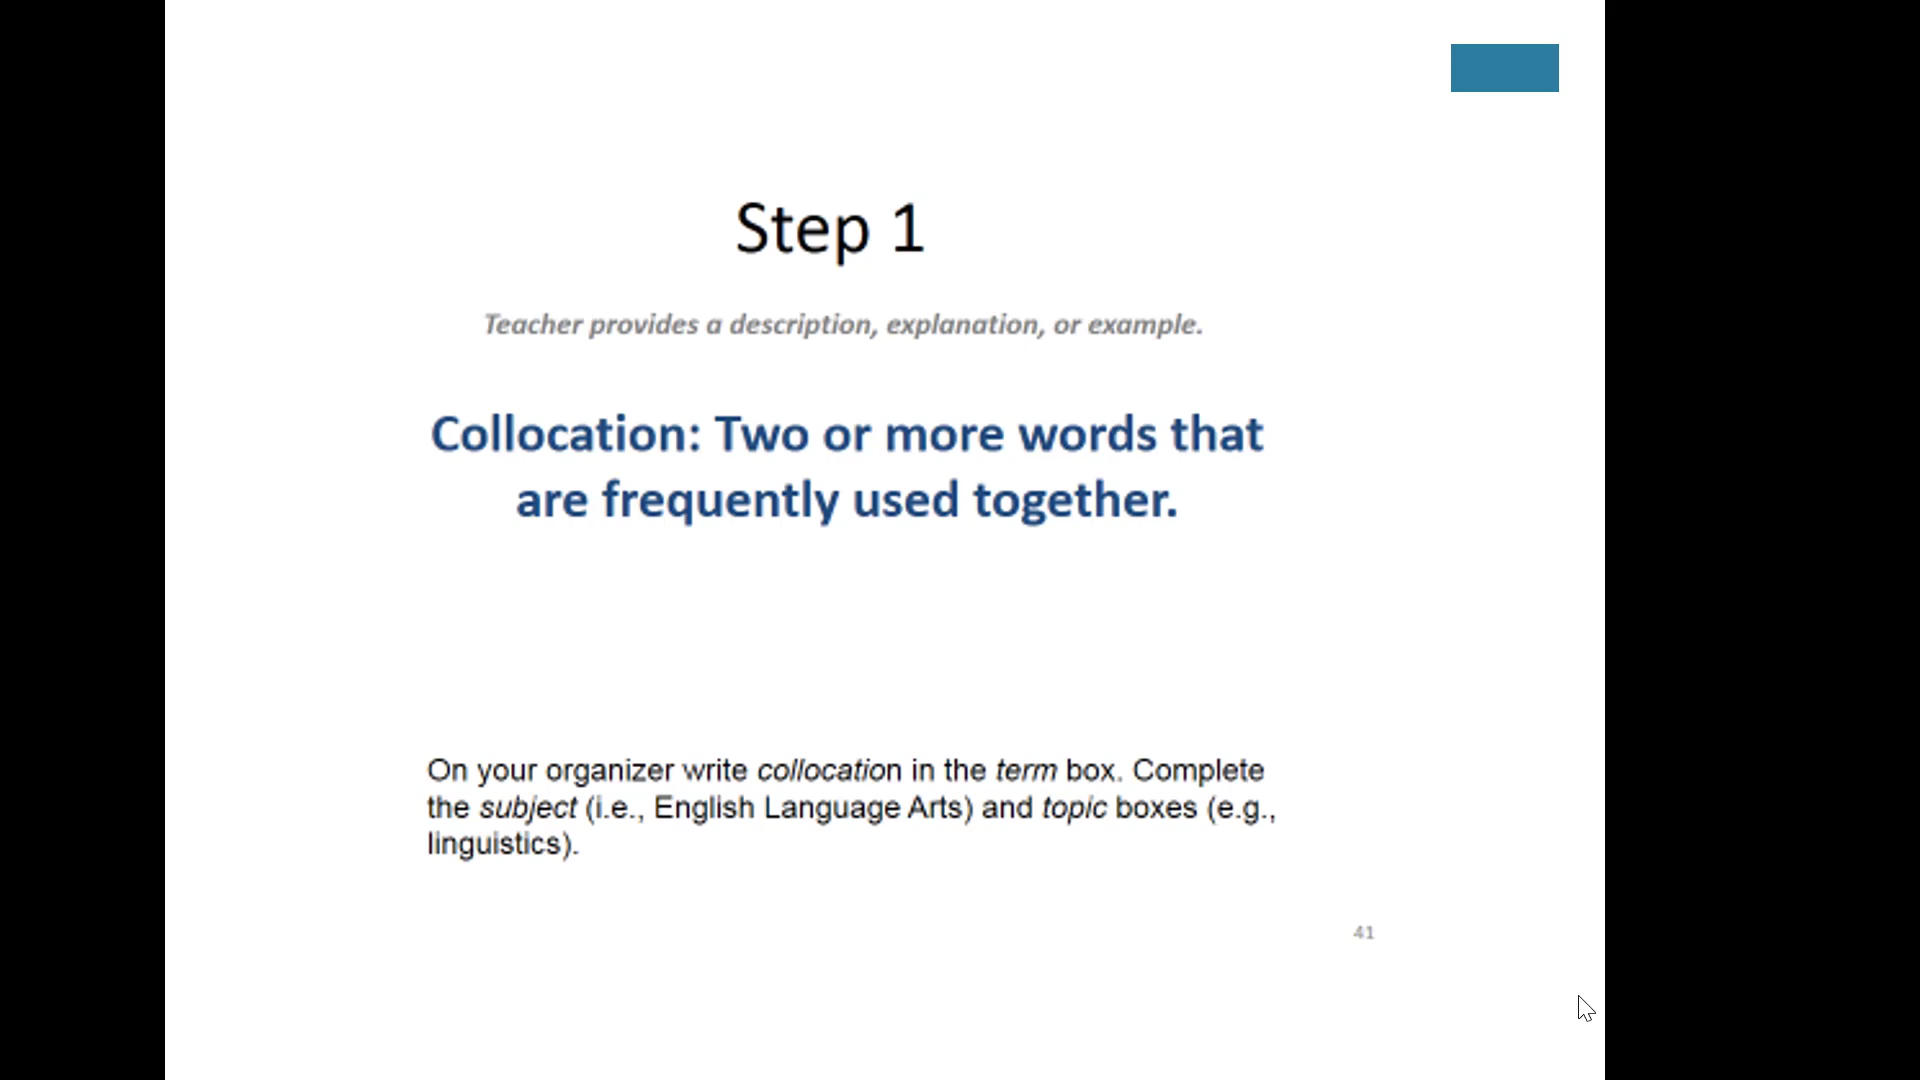 Step 1
Teacher provides a description, explanation, or example.
Collocation: Two or more words that
are frequently used together.
On your organizer write collocation in the term box. Complete
the subject (i.e., English Language Arts) and topic boxes (e.g.,
linguistics).
41